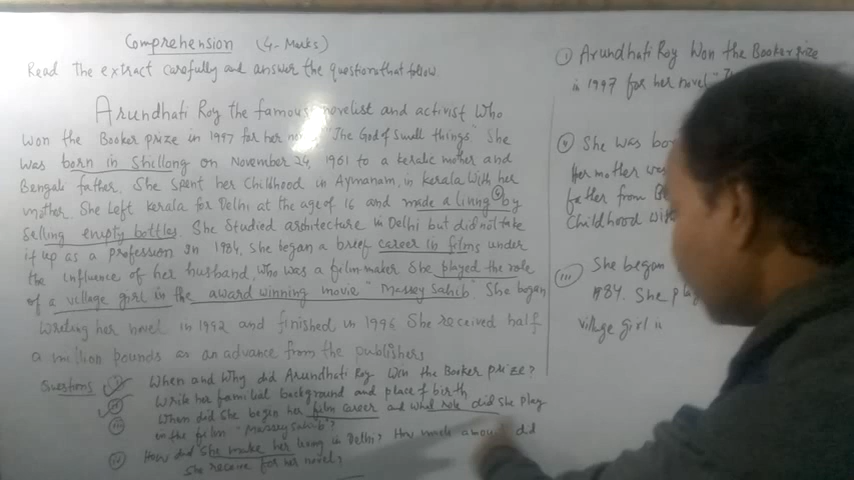 Comprehension (4-Marks)
Read The extract carefully and answer the questions that follow
Arundhati Roy the famous novelist and activist Who
won the Booker prize in 1997 for her "The God of Small things" She
was born in Shillong on November 24, 1961 to a keralic mother and
Bengali father. She Spent her Childhood in Aymanam, in kerala With her
mother. She Left kerala for Delhi at the age of 16 and made a living by
Selling empty bottles. She Studied architecture in Delhi but did not take
it up as a profession In 1984, She began a brief career in films under
the influence of her husband, Who was a film-maker She played the role
of a village girl in the award winning movie "Massey Sahib" She began
Writing her novel in 1992 and finished in 1996 She received half
a million pounds as an advance from the publishers
Questions (i) When and Why did Arundhati Roy Won the Booker prize?
(ii) Write her familial background and place of birth
(iii) When did She begin her film career and what role did She play
in the film "Massey Sahib"?
(iv) How did She make her living in Delhi? How much amount did
She receive for her novel?
(i) Arundhati Roy Won the Booker prize
in 1997 for her novel "
She was
Her mother was
father from
Childhood
(iii) She began
She
village girl